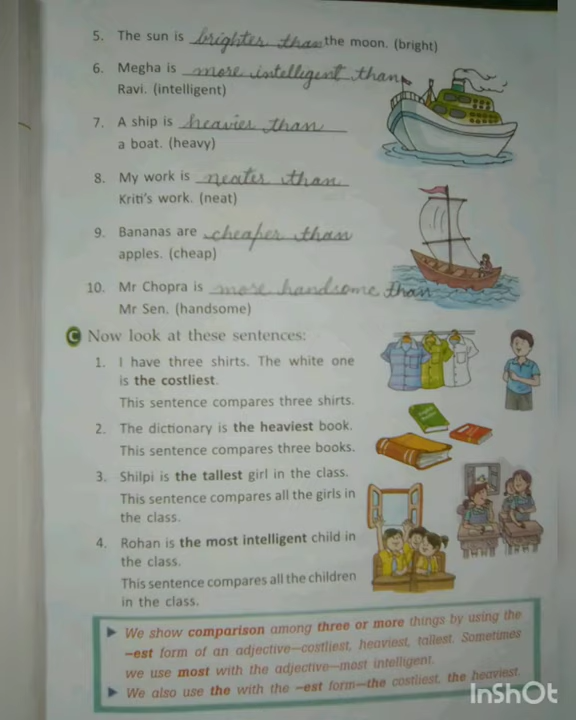 5. The sun is brighter than the moon. (bright)
6. Megha is more intelligent than
Ravi. (intelligent)
7. A ship is heavier than
a boat. (heavy)
8. My work is neater than
Kriti's work. (neat)
9. Bananas are cheaper than
apples. (cheap)
10. Mr Chopra is more handsome than
Mr Sen. (handsome)
C Now look at these sentences:
1. I have three shirts. The white one
is the costliest.
This sentence compares three shirts.
2. The dictionary is the heaviest book.
This sentence compares three books.
3. Shilpi is the tallest girl in the class.
This sentence compares all the girls in
the class.
4. Rohan is the most intelligent child in
the class.
This sentence compares all the children
in the class.
We show comparison among three or more things by using the
–est form of an adjective—costliest, heaviest, tallest. Sometimes
we use most with the adjective—most intelligent.
We also use the with the –est form—the costliest, the heaviest.
InShOt